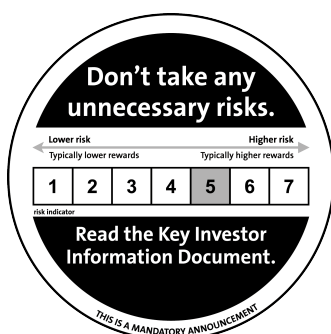 Don't take any
unnecessary risks.
Lower risk Higher risk
Typically lower rewards Typically higher rewards
1 2 3 4 5 6 7
risk indicator
Read the Key Investor
Information Document.
THIS IS A MANDATORY ANNOUNCEMENT